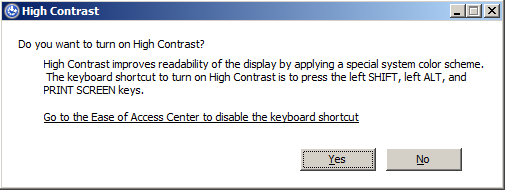 High Contrast
Do you want to turn on High Contrast?
High Contrast improves readability of the display by applying a special system color scheme.
The keyboard shortcut to turn on High Contrast is to press the left SHIFT, left ALT, and
PRINT SCREEN keys.
Go to the Ease of Access Center to disable the keyboard shortcut
Yes
No